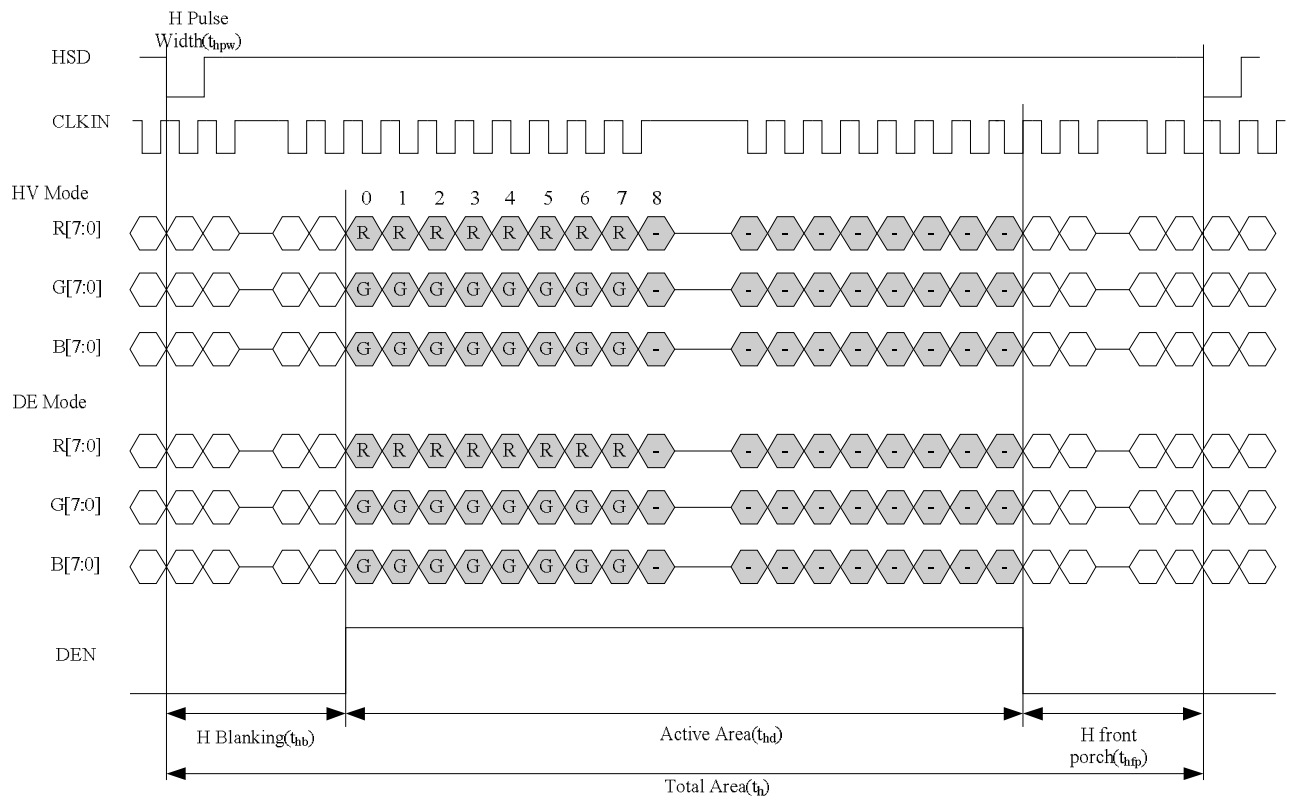 H Pulse
Width(thpw)
HSD
CLKIN
HV Mode
0 1 2 3 4 5 6 7 8
R[7:0] R R R R R R R R - - - - - - - - -
G[7:0] G G G G G G G G - - - - - - - - -
B[7:0] G G G G G G G G - - - - - - - - -
DE Mode
R[7:0] R R R R R R R R - - - - - - - - -
G[7:0] G G G G G G G G - - - - - - - - -
B[7:0] G G G G G G G G - - - - - - - - -
DEN
H Blanking(thb)
Active Area(thd)
H front
porch(thfp)
Total Area(th)